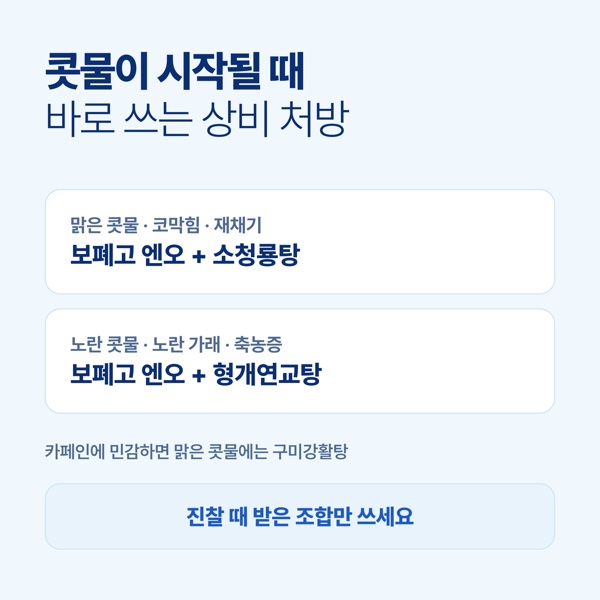 콧물이 시작될 때
바로 쓰는 상비 처방
맑은 콧물 · 코막힘 · 재채기
보폐고 엔오 + 소청룡탕
노란 콧물 · 노란 가래 · 축농증
보폐고 엔오 + 형개연교탕
카페인에 민감하면 맑은 콧물에는 구미강활탕
진찰 때 받은 조합만 쓰세요